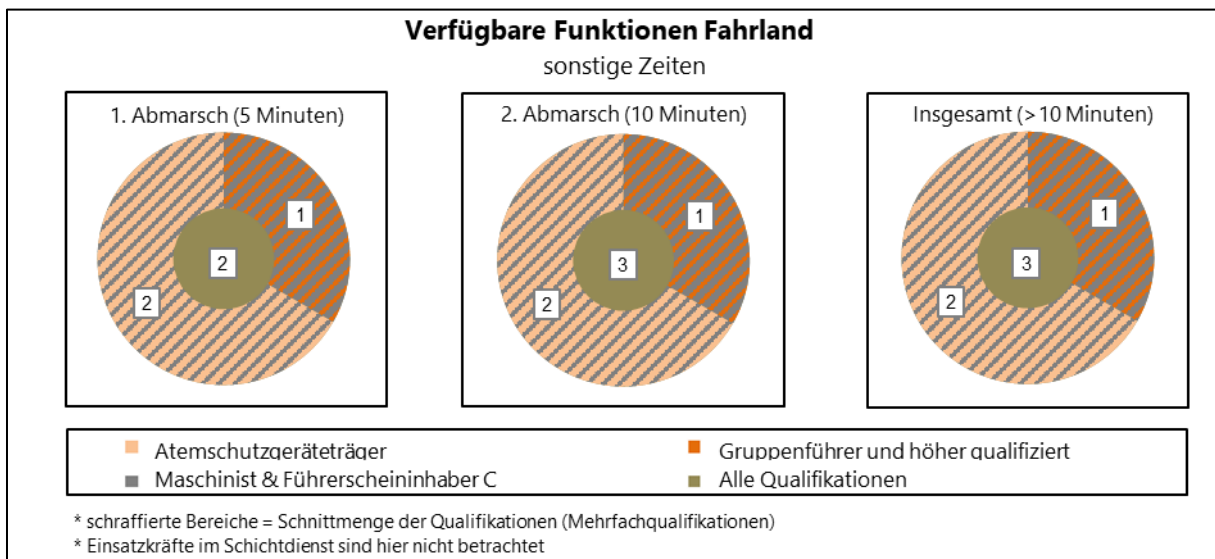 Verfügbare Funktionen Fahrland
sonstige Zeiten
1. Abmarsch (5 Minuten)
1
2
2
2. Abmarsch (10 Minuten)
1
3
2
Insgesamt (> 10 Minuten)
1
3
2
Atemschutzgeräteträger
Gruppenführer und höher qualifiziert
Maschinist & Führerscheininhaber C
Alle Qualifikationen
* schraffierte Bereiche = Schnittmenge der Qualifikationen (Mehrfachqualifikationen)
* Einsatzkräfte im Schichtdienst sind hier nicht betrachtet